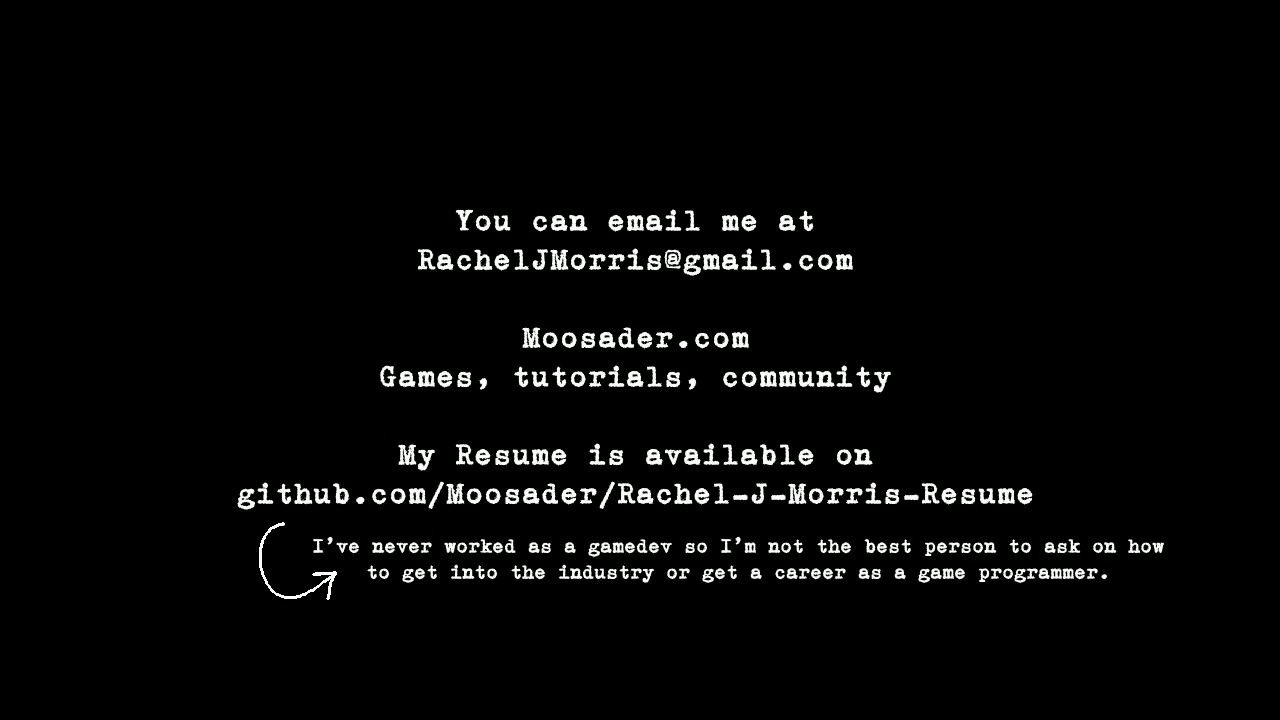 You can email me at
RachelJMorris@gmail.com
Moosader.com
Games, tutorials, community
My Resume is available on
github.com/Moosader/Rachel-J-Morris-Resume
I've never worked as a gamedev so I'm not the best person to ask on how
to get into the industry or get a career as a game programmer.